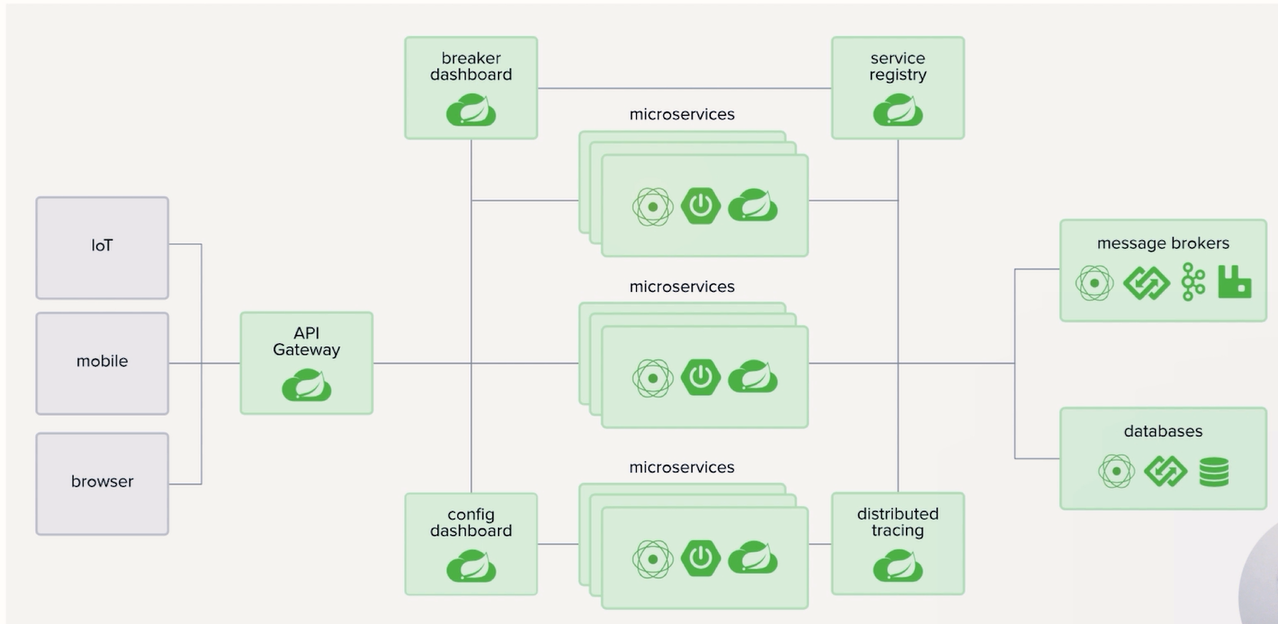 breaker
dashboard
service
registry
microservices
IoT
message brokers
microservices
API
Gateway
mobile
databases
microservices
browser
config
dashboard
distributed
tracing